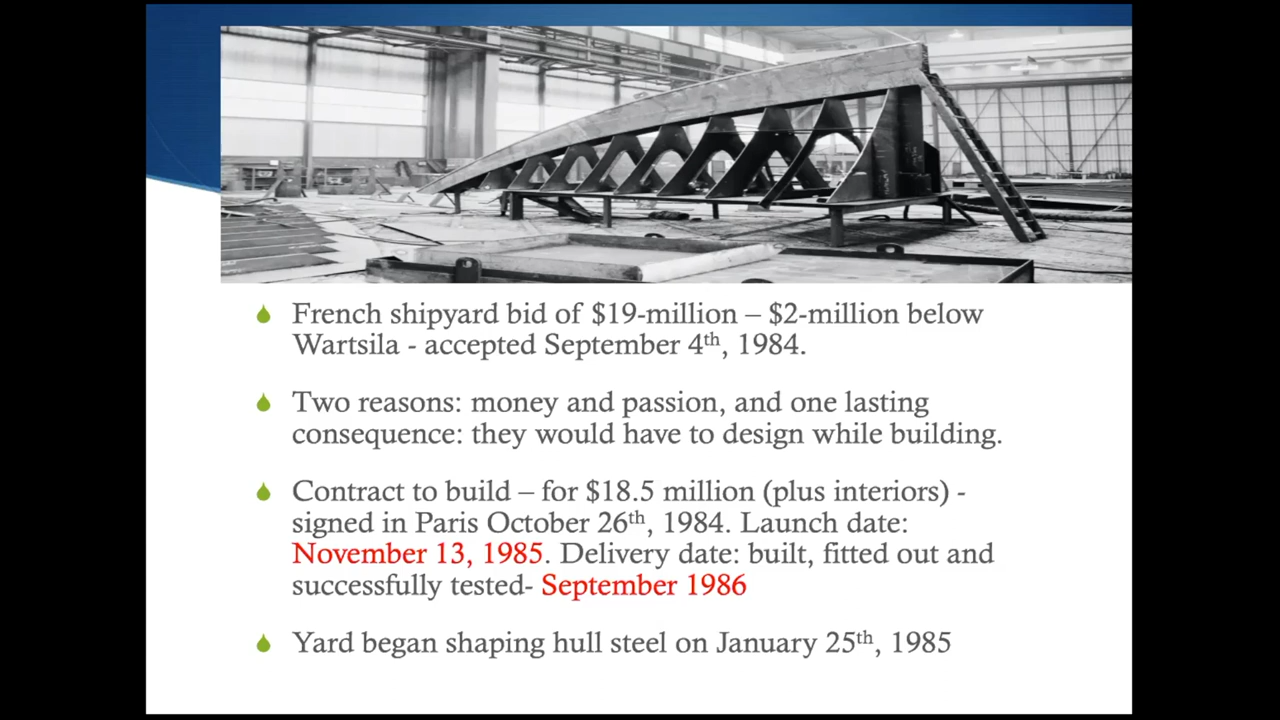 French shipyard bid of $19-million – $2-million below
Wartsila - accepted September 4th, 1984.
Two reasons: money and passion, and one lasting
consequence: they would have to design while building.
Contract to build – for $18.5 million (plus interiors) -
signed in Paris October 26th, 1984. Launch date:
November 13, 1985. Delivery date: built, fitted out and
successfully tested- September 1986
Yard began shaping hull steel on January 25th, 1985